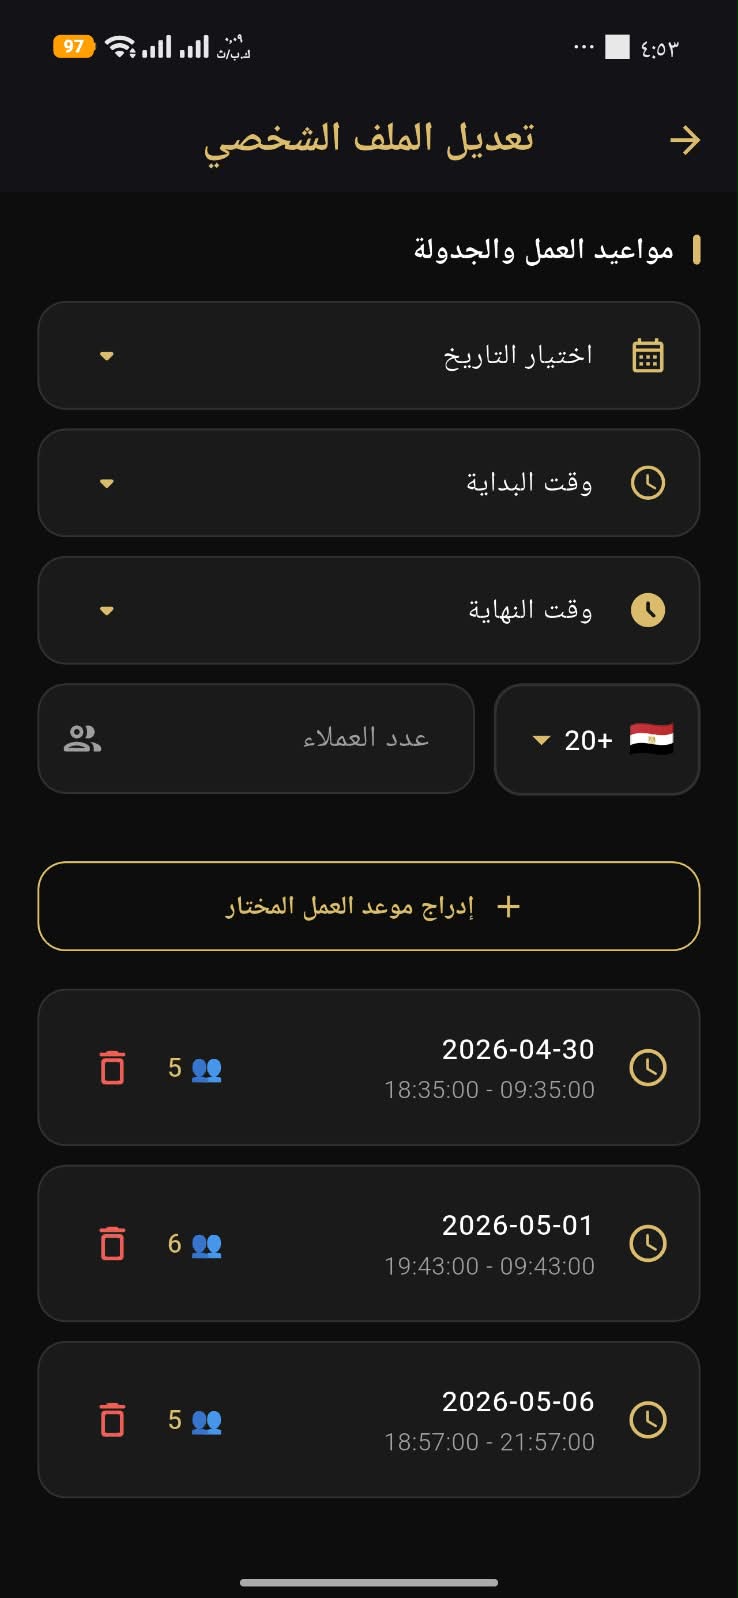 97
٠٫٠٩
ك.ب/ث
٤:٥٣
تعديل الملف الشخصي
مواعيد العمل والجدولة
اختيار التاريخ
وقت البداية
وقت النهاية
20+
عدد العملاء
إدراج موعد العمل المختار
2026-04-30
18:35:00 - 09:35:00
5
2026-05-01
19:43:00 - 09:43:00
6
2026-05-06
18:57:00 - 21:57:00
5